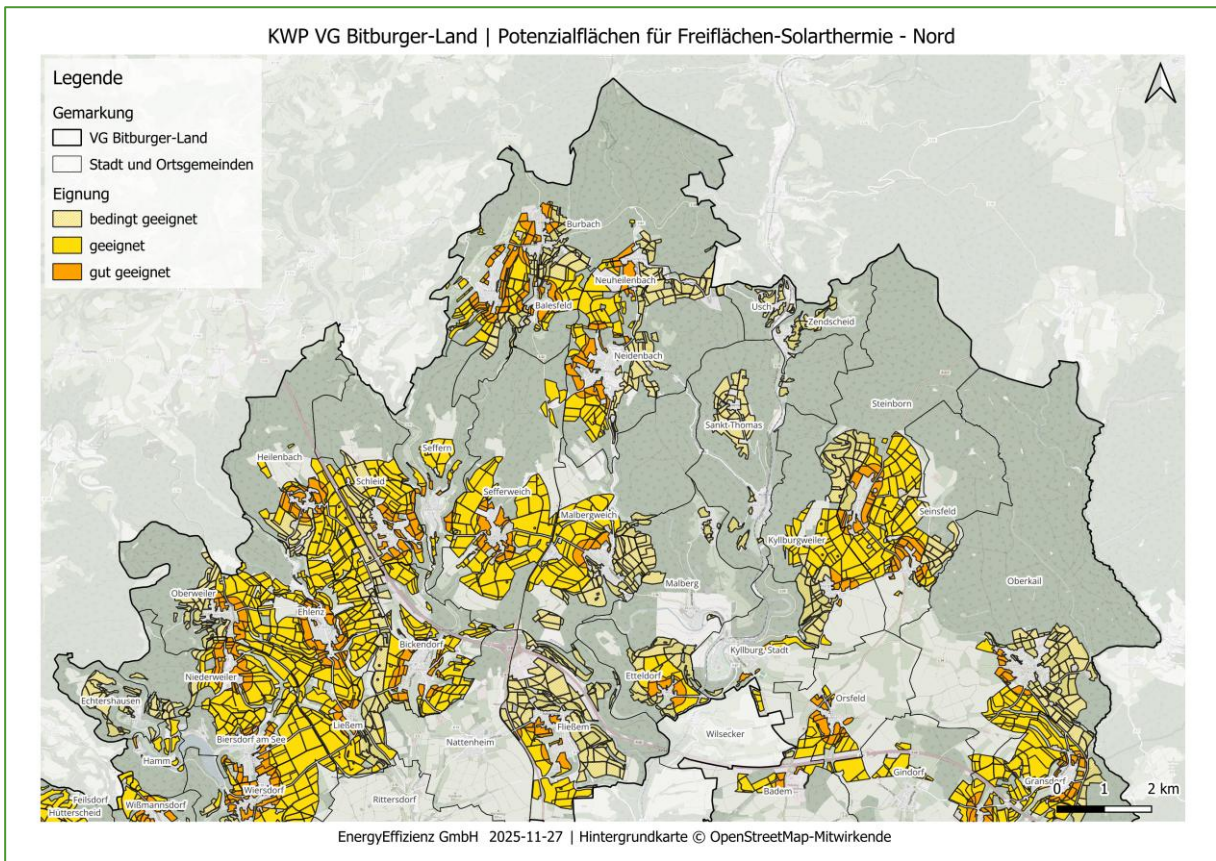 KWP VG Bitburger-Land | Potenzialflächen für Freiflächen-Solarthermie - Nord
Legende
Gemarkung
VG Bitburger-Land
Stadt und Ortsgemeinden
Eignung
bedingt geeignet
geeignet
gut geeignet
Burbach
Neuheilenbach
Balesfeld
Usch
Zendscheid
Neidenbach
Steinborn
Sankt Thomas
Seffern
Heilenbach
Schleid
Sefferweich
Malbergweich
Seinsfeld
Kyllburgweiler
Oberkail
Malberg
Oberweiler
Ehlenz
Bickendorf
Kyllburg, Stadt
Etteldorf
Niederweiler
Echtershausen
Orsfeld
Ließem
Fließem
Biersdorf am See
Nattenheim
Wilsecker
Hamm
Gindorf
Gransdorf
Wiersdorf
Badem
Feilsdorf
Wißmannsdorf
Rittersdorf
Hütterscheid
0 1 2 km
EnergyEffizienz GmbH 2025-11-27 | Hintergrundkarte © OpenStreetMap-Mitwirkende